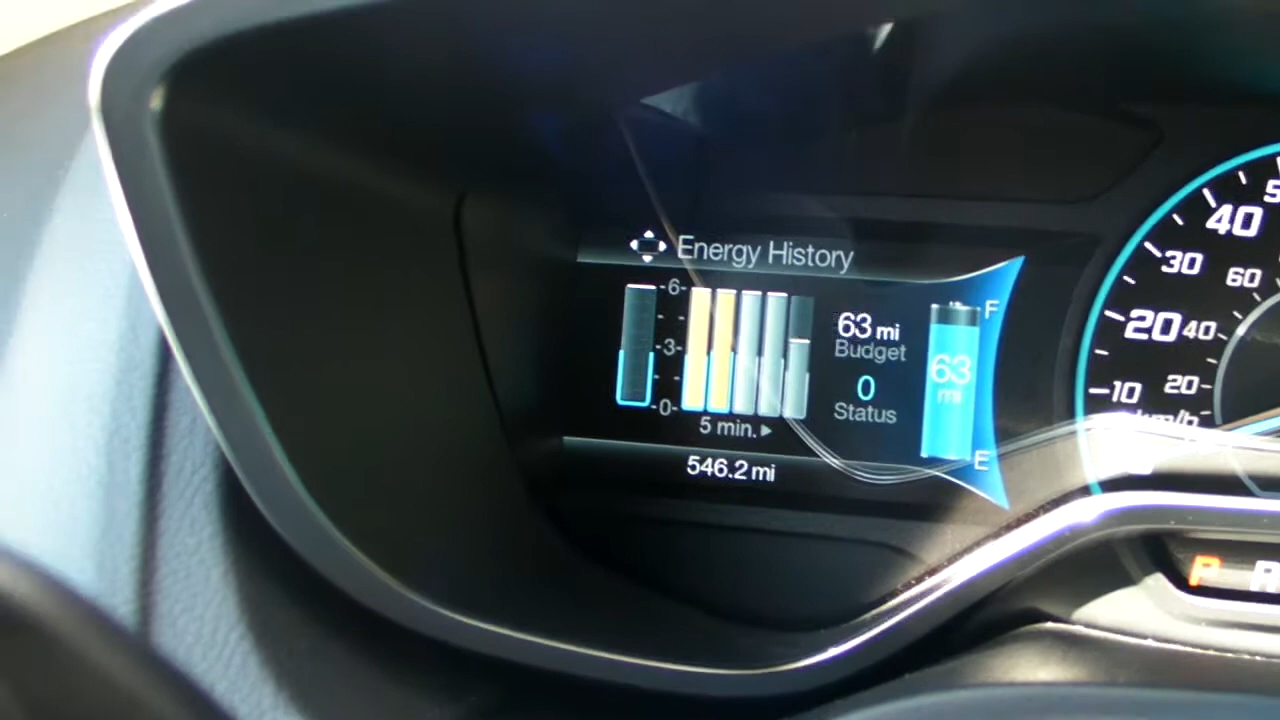 Energy History
6
3
0
5 min.
63 mi
Budget
0
Status
F
63
mi
E
546.2 mi
40
30
20
10
60
40
20
km/h
P